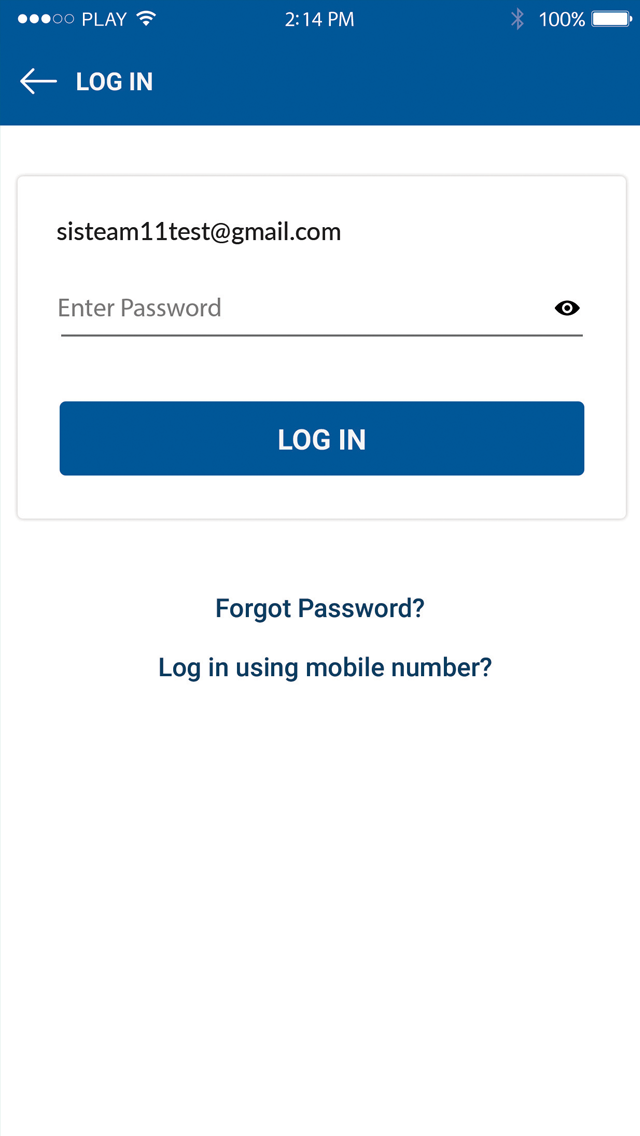 PLAY 2:14 PM 100%
LOG IN
sisteam11test@gmail.com
Enter Password
LOG IN
Forgot Password?
Log in using mobile number?